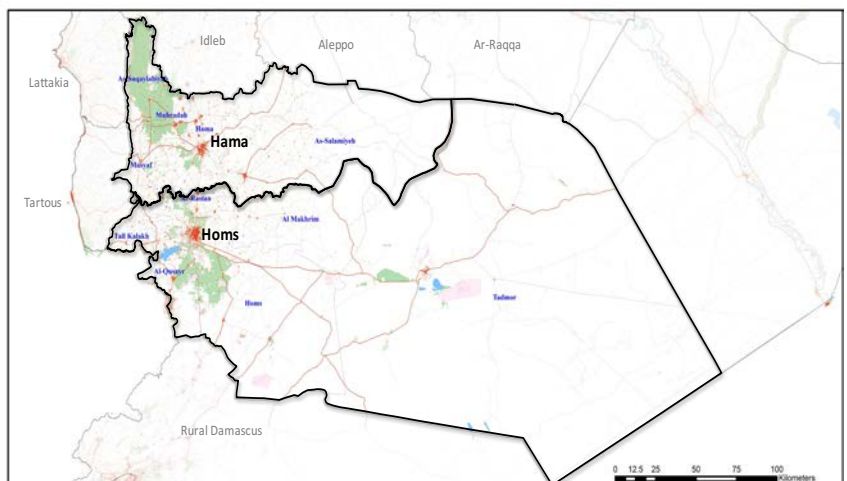 Idleb
Aleppo
Ar-Raqqa
Lattakia
As-Suqaylabiyah
Muhradah
Hama
Hama
As-Salamiyeh
Masyaf
Tartous
Ar-Rastan
Al Makhrim
Tall Kalakh
Homs
Al-Qusayr
Homs
Tadmor
Rural Damascus
0 12.5 25 50 75 100
Kilometers